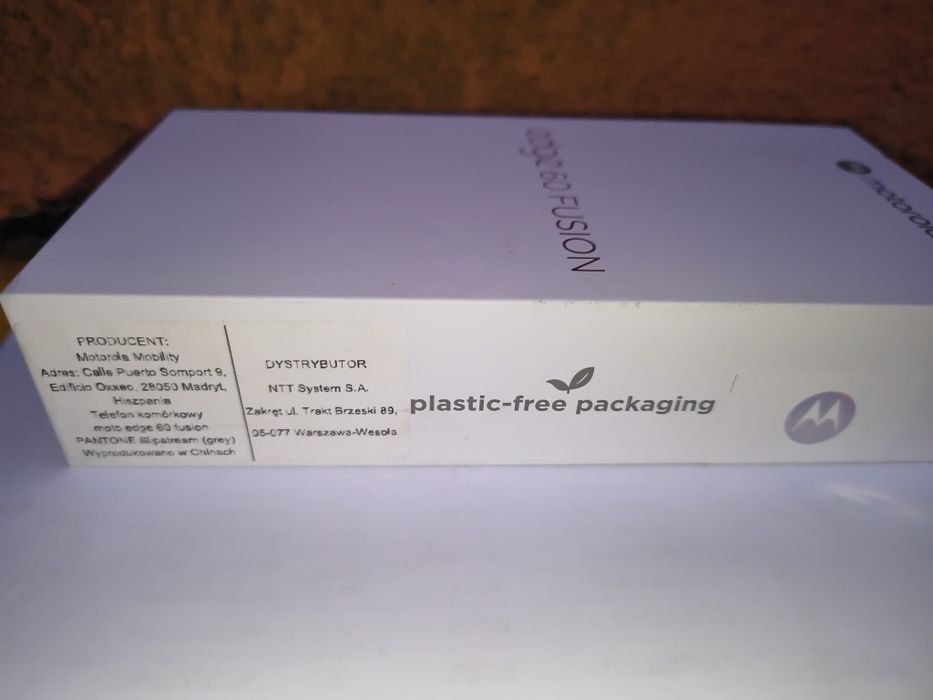 edge 60 FUSION
motorola
PRODUCENT:
Motorola Mobility
Adres: Calle Puerto Somport 9,
Edificio Oxxeo, 28050 Madryt,
Hiszpania
Telefon komórkowy
moto edge 60 fusion
PANTONE Slipstream (grey)
Wyprodukowano w Chinach
DYSTRYBUTOR
NTT System S.A.
Zakręt ul. Trakt Brzeski 89,
05-077 Warszawa-Wesoła
plastic-free packaging